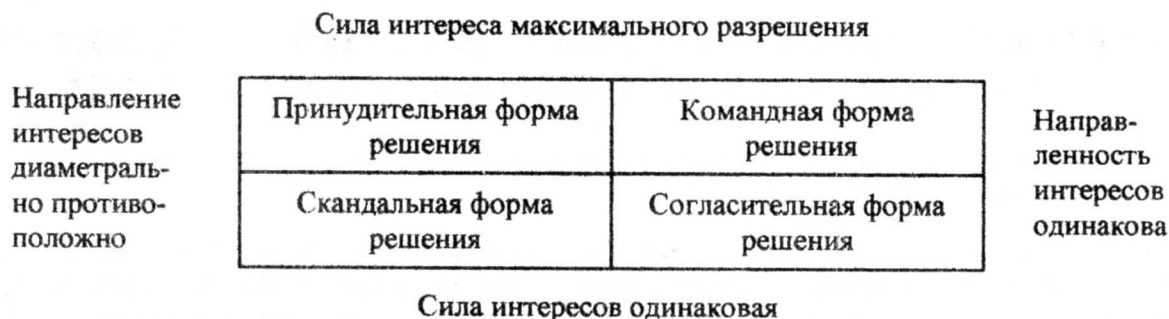 Сила интереса максимального разрешения
Направление
интересов
диаметраль-
но противо-
положно
Принудительная форма
решения
Командная форма
решения
Скандальная форма
решения
Согласительная форма
решения
Направ-
ленность
интересов
одинакова
Сила интересов одинаковая